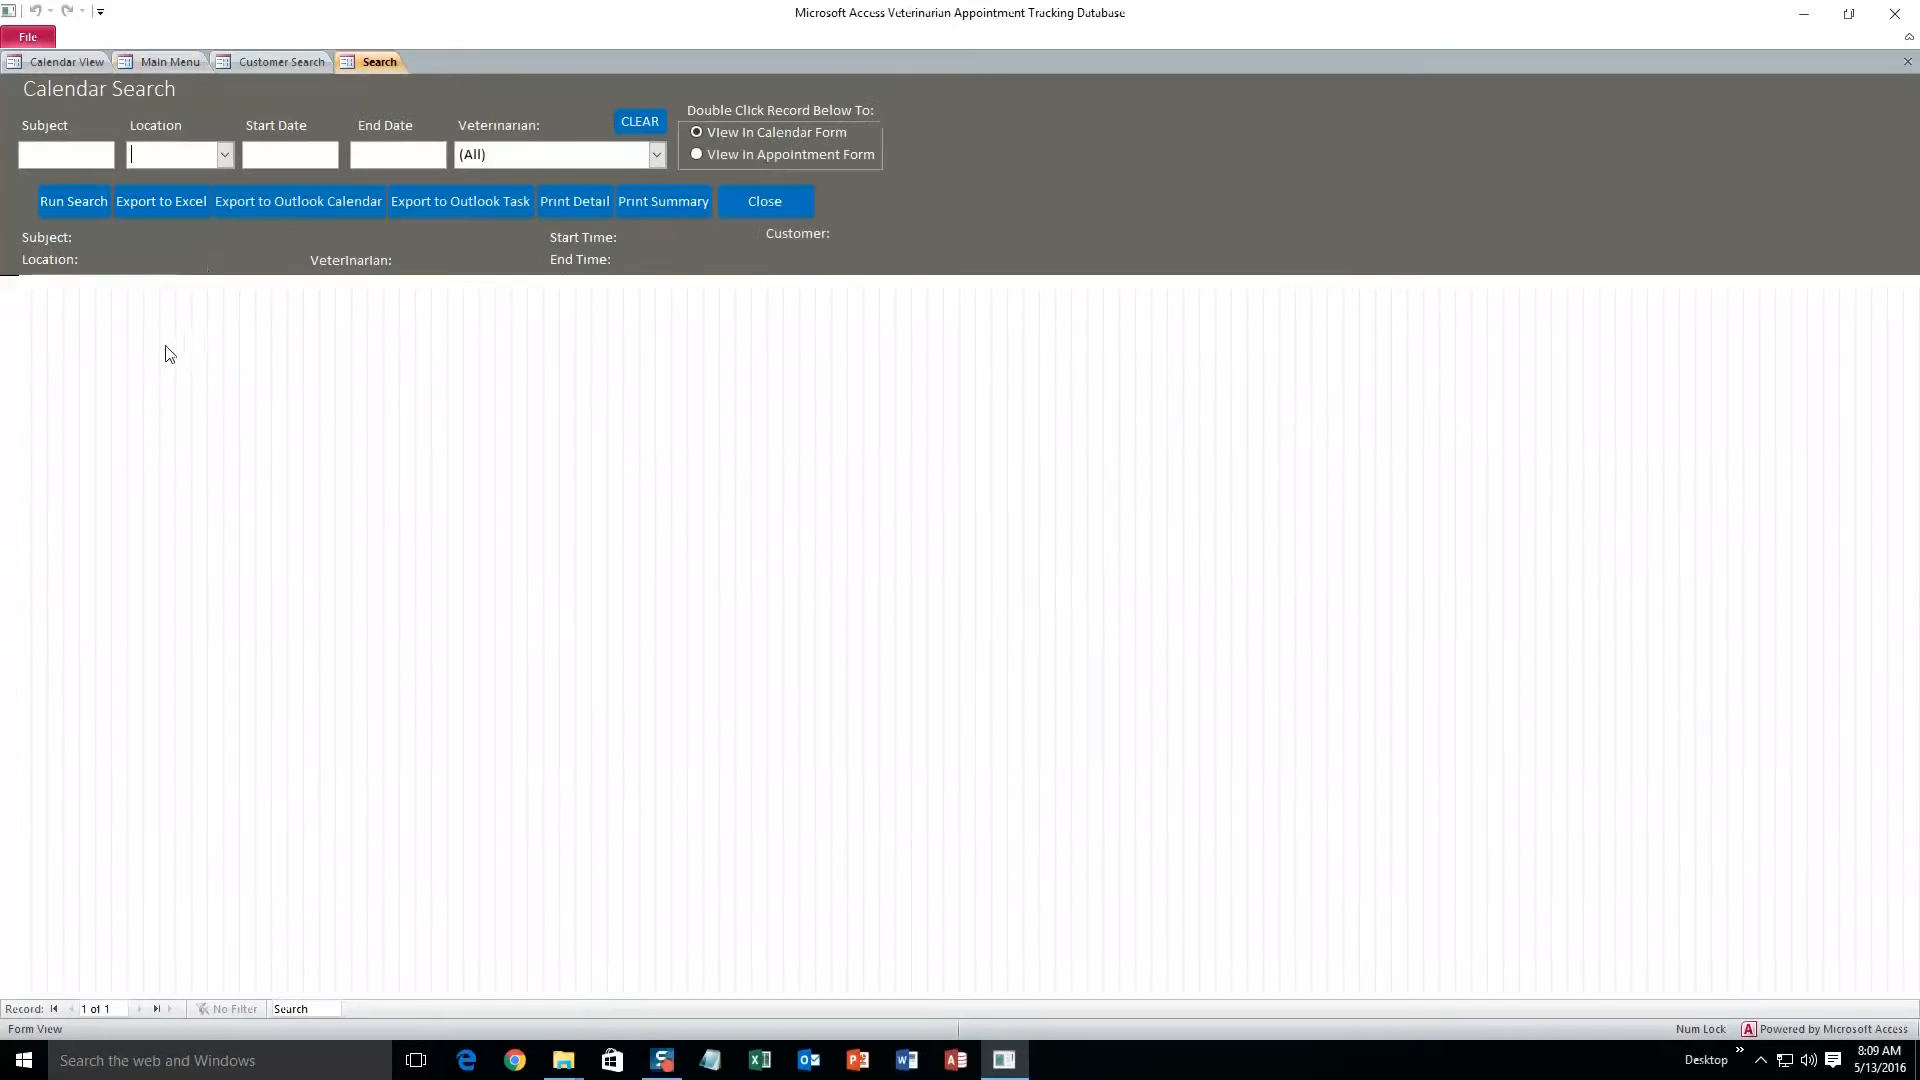 Microsoft Access Veterinarian Appointment Tracking Database
File
Calendar View Main Menu Customer Search Search
Calendar Search
Double Click Record Below To:
Subject Location Start Date End Date Veterinarian: CLEAR
View in Calendar Form
(All) View in Appointment Form
Run Search Export to Excel Export to Outlook Calendar Export to Outlook Task Print Detail Print Summary Close
Subject: Start Time: Customer:
Location: Veterinarian: End Time:
Record: 1 of 1 No Filter Search
Form View Num Lock Powered by Microsoft Access
Search the web and Windows Desktop 8:09 AM
5/13/2016